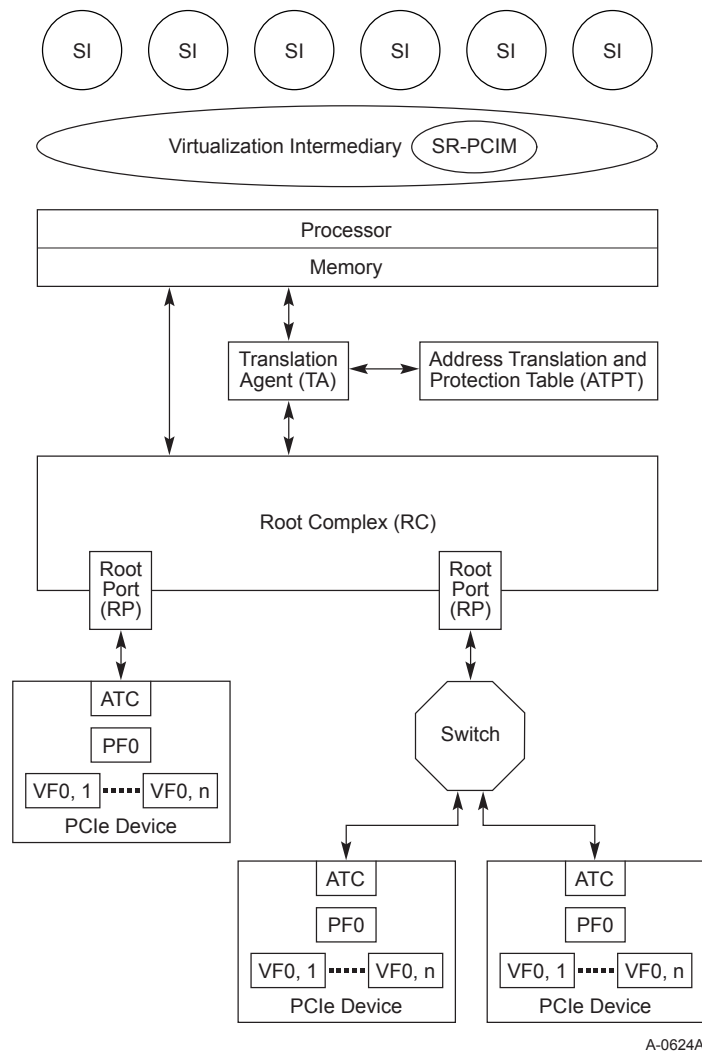 SI SI SI SI SI SI
Virtualization Intermediary SR-PCIM
Processor
Memory
Translation
Agent (TA)
Address Translation and
Protection Table (ATPT)
Root Complex (RC)
Root
Port
(RP)
Root
Port
(RP)
ATC
PF0
VF0, 1 VF0, n
PCIe Device
Switch
ATC
PF0
VF0, 1 VF0, n
PCIe Device
ATC
PF0
VF0, 1 VF0, n
PCIe Device
A-0624A